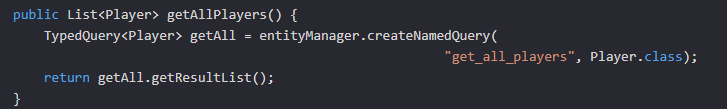 public List<Player> getAllPlayers() {
    TypedQuery<Player> getAll = entityManager.createNamedQuery(
                                                "get_all_players", Player.class);
    return getAll.getResultList();
}